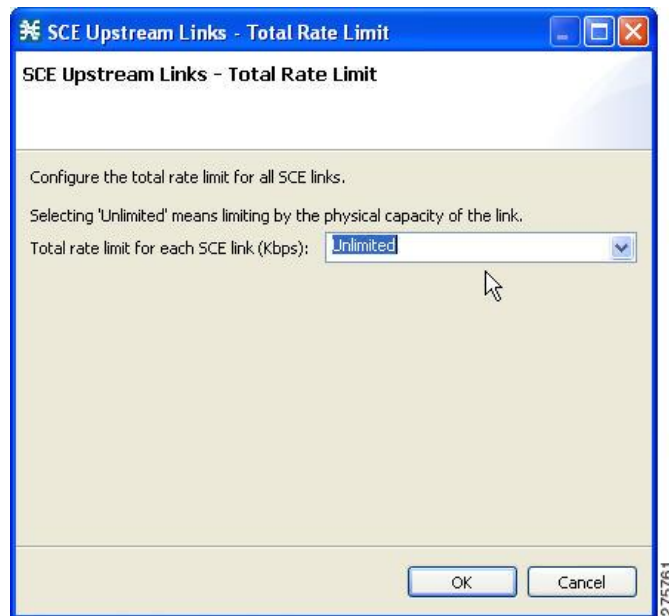 SCE Upstream Links - Total Rate Limit
SCE Upstream Links - Total Rate Limit
Configure the total rate limit for all SCE links.
Selecting 'Unlimited' means limiting by the physical capacity of the link.
Total rate limit for each SCE link (Kbps): Unlimited
OK Cancel
275761